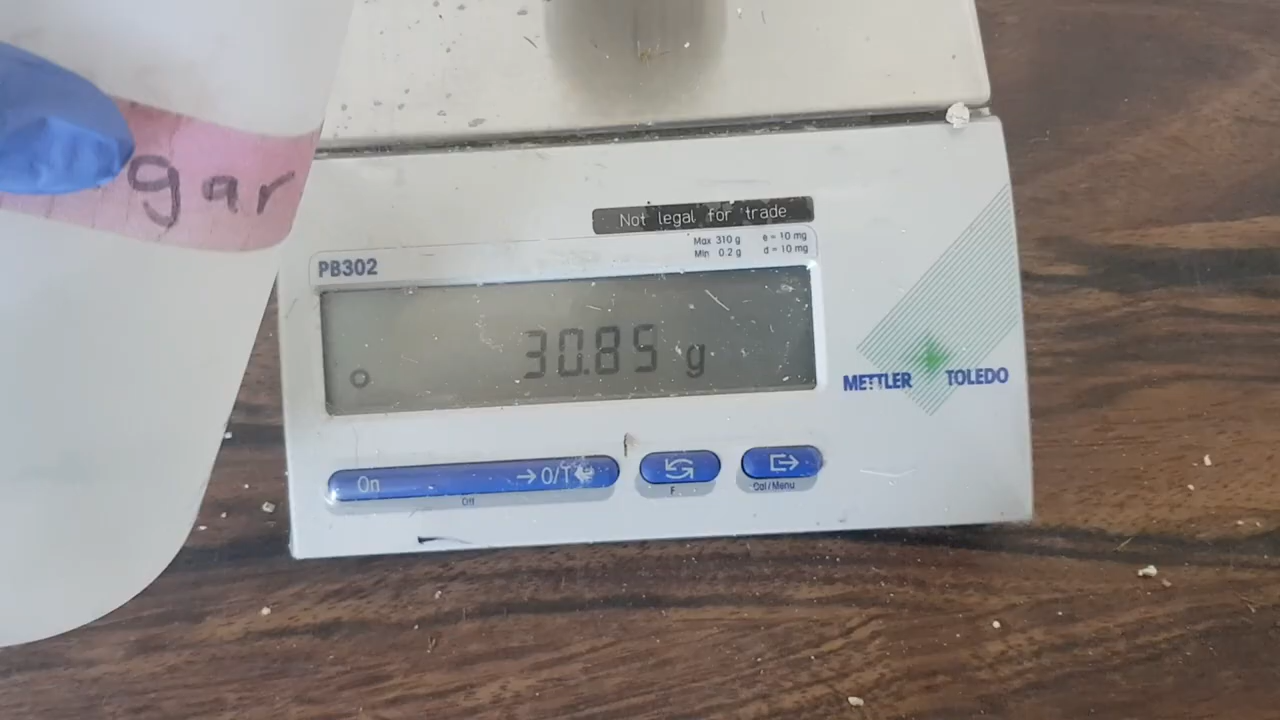 gar
Not legal for trade
Max 310 g e = 10 mg
Min 0.2 g d = 10 mg
PB302
30.85 g
METTLER TOLEDO
On →0/T←
Off
F
Cal/Menu